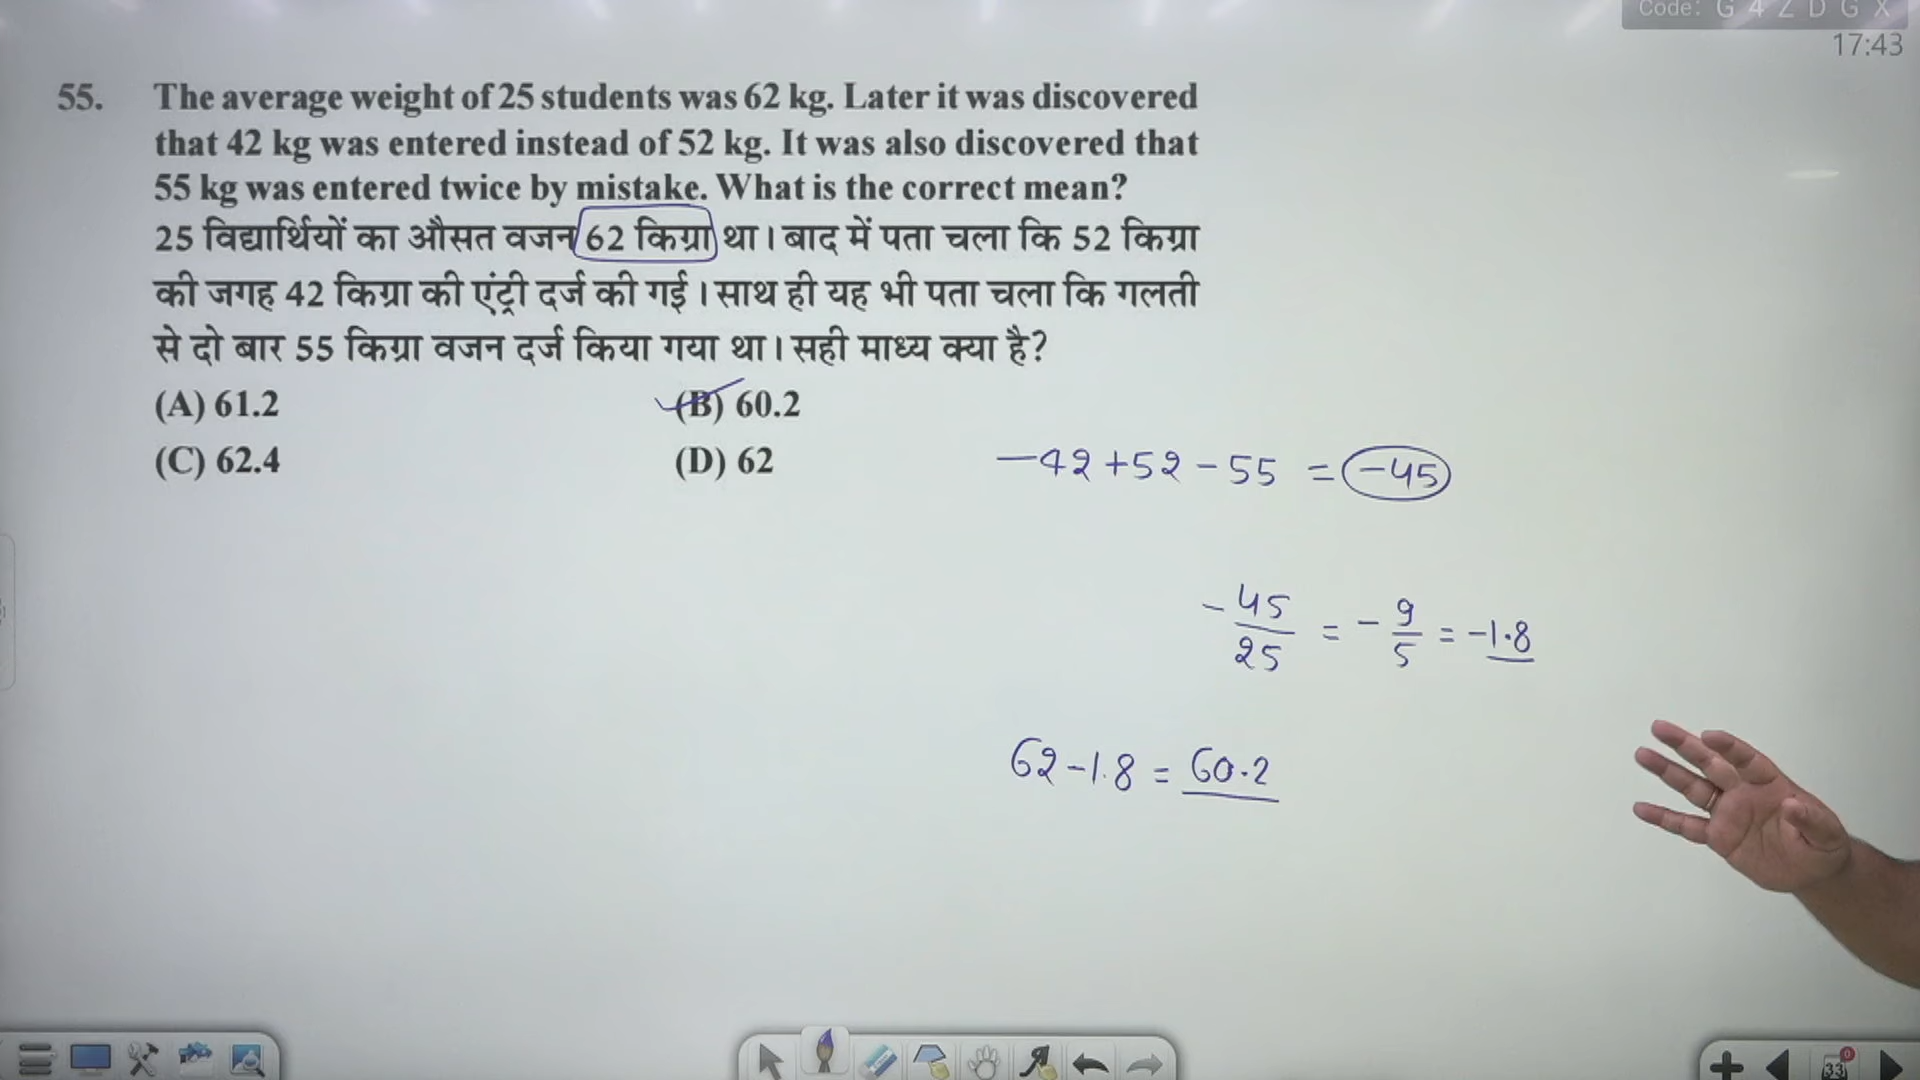 Code: G 4 Z D G X
17:43
55. The average weight of 25 students was 62 kg. Later it was discovered
that 42 kg was entered instead of 52 kg. It was also discovered that
55 kg was entered twice by mistake. What is the correct mean?
25 विद्यार्थियों का औसत वजन 62 किग्रा था। बाद में पता चला कि 52 किग्रा
की जगह 42 किग्रा की एंट्री दर्ज की गई। साथ ही यह भी पता चला कि गलती
से दो बार 55 किग्रा वजन दर्ज किया गया था। सही माध्य क्या है?
(A) 61.2 (B) 60.2
(C) 62.4 (D) 62
-42+52-55 = -45
-45/25 = -9/5 = -1.8
62-1.8 = 60.2
33
0